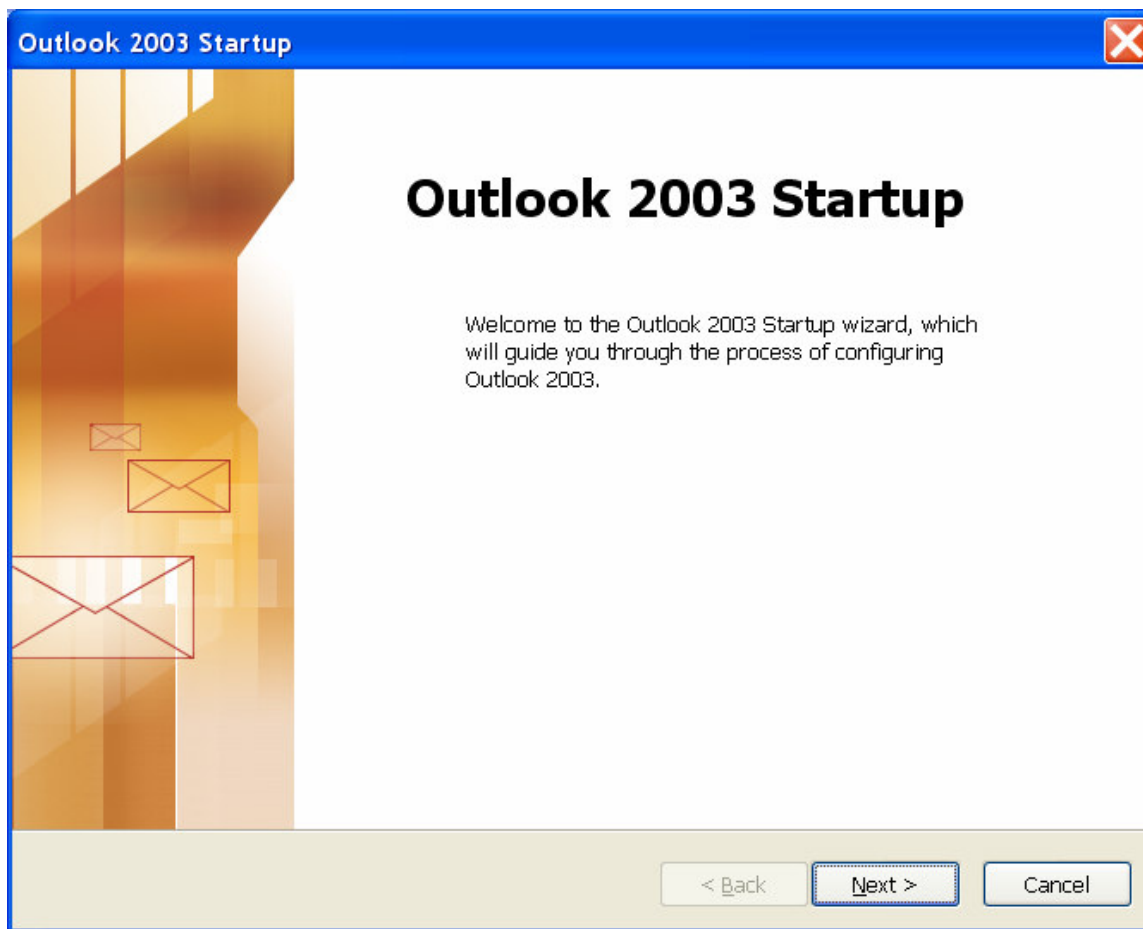 Outlook 2003 Startup
Outlook 2003 Startup
Welcome to the Outlook 2003 Startup wizard, which
will guide you through the process of configuring
Outlook 2003.
< Back
Next >
Cancel